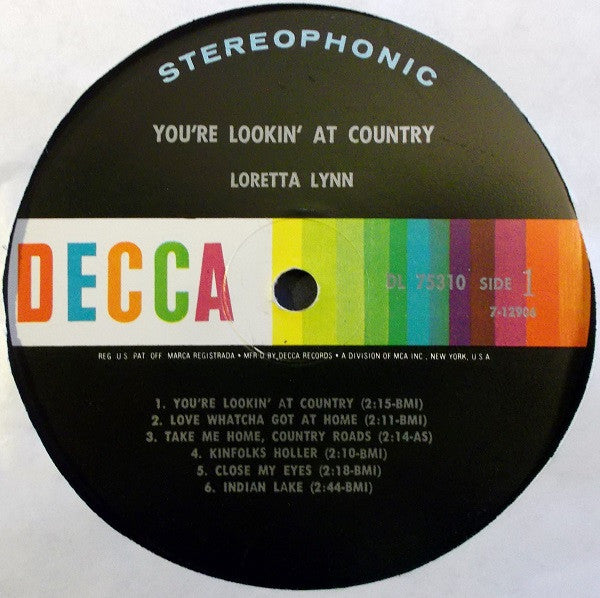 STEREOPHONIC
YOU'RE LOOKIN' AT COUNTRY
LORETTA LYNN
DECCA
DL 75310 SIDE 1
7-12906
REG. U.S. PAT. OFF. MARCA REGISTRADA • MFR'D BY DECCA RECORDS • A DIVISION OF MCA INC., NEW YORK, U.S.A
1. YOU'RE LOOKIN' AT COUNTRY (2:15-BMI)
2. LOVE WHATCHA GOT AT HOME (2:11-BMI)
3. TAKE ME HOME, COUNTRY ROADS (2:14-AS)
4. KINFOLKS HOLLER (2:10-BMI)
5. CLOSE MY EYES (2:18-BMI)
6. INDIAN LAKE (2:44-BMI)